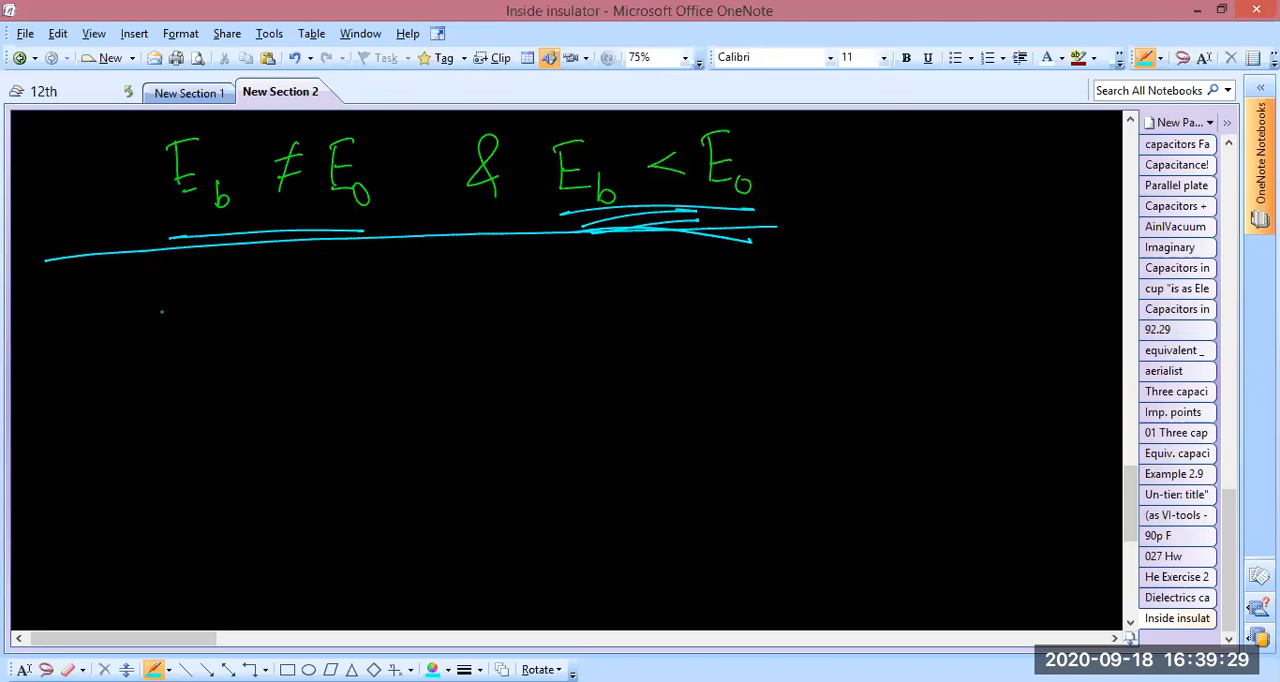 Inside insulator - Microsoft Office OneNote
File Edit View Insert Format Share Tools Table Window Help
New Task Tag Clip 75% Calibri 11 B U A
12th New Section 1 New Section 2 Search All Notebooks
E_b ≠ E_0 & E_b < E_0
New Pa...
capacitors Fa
Capacitance!
Parallel plate
Capacitors +
AinlVacuum
Imaginary
Capacitors in
cup "is as Ele
Capacitors in
92.29
equivalent _
aerialist
Three capaci
Imp. points
01 Three cap
Equiv. capaci
Example 2.9
Un-tier: title"
(as VI-tools -
90p F
027 Hw
He Exercise 2
Dielectrics ca
Inside insulat
OneNote Notebooks
2020-09-18 16:39:29
Rotate